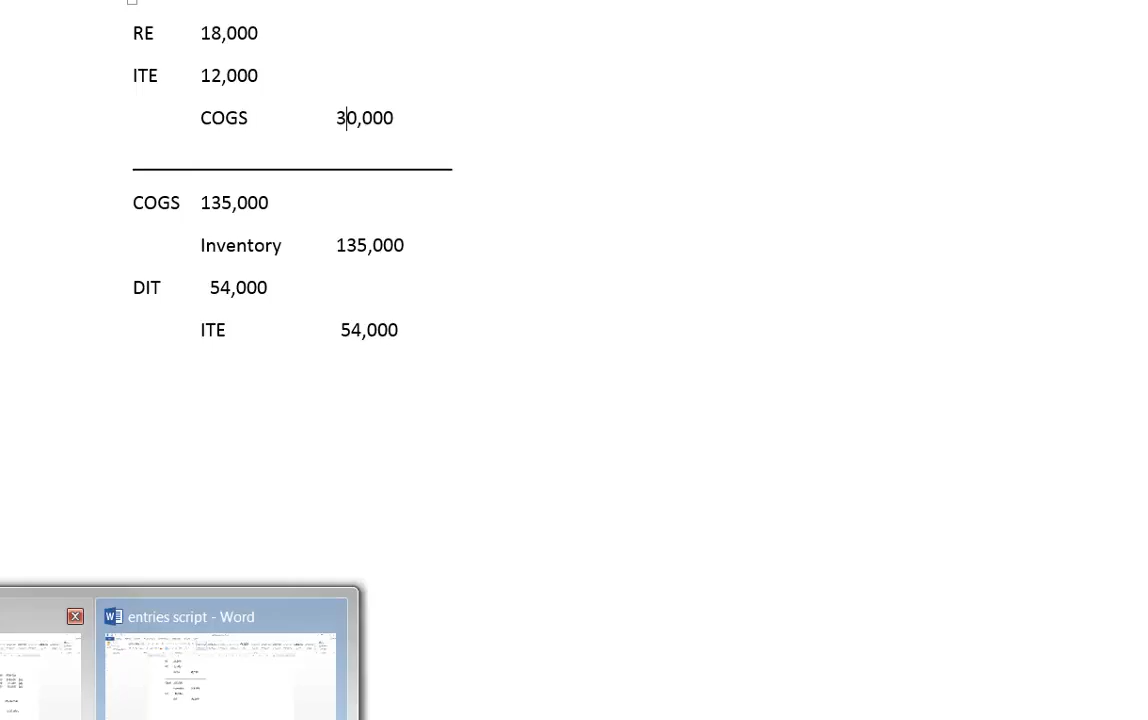 RE 18,000
ITE 12,000
COGS 30,000
COGS 135,000
Inventory 135,000
DIT 54,000
ITE 54,000
entries script - Word